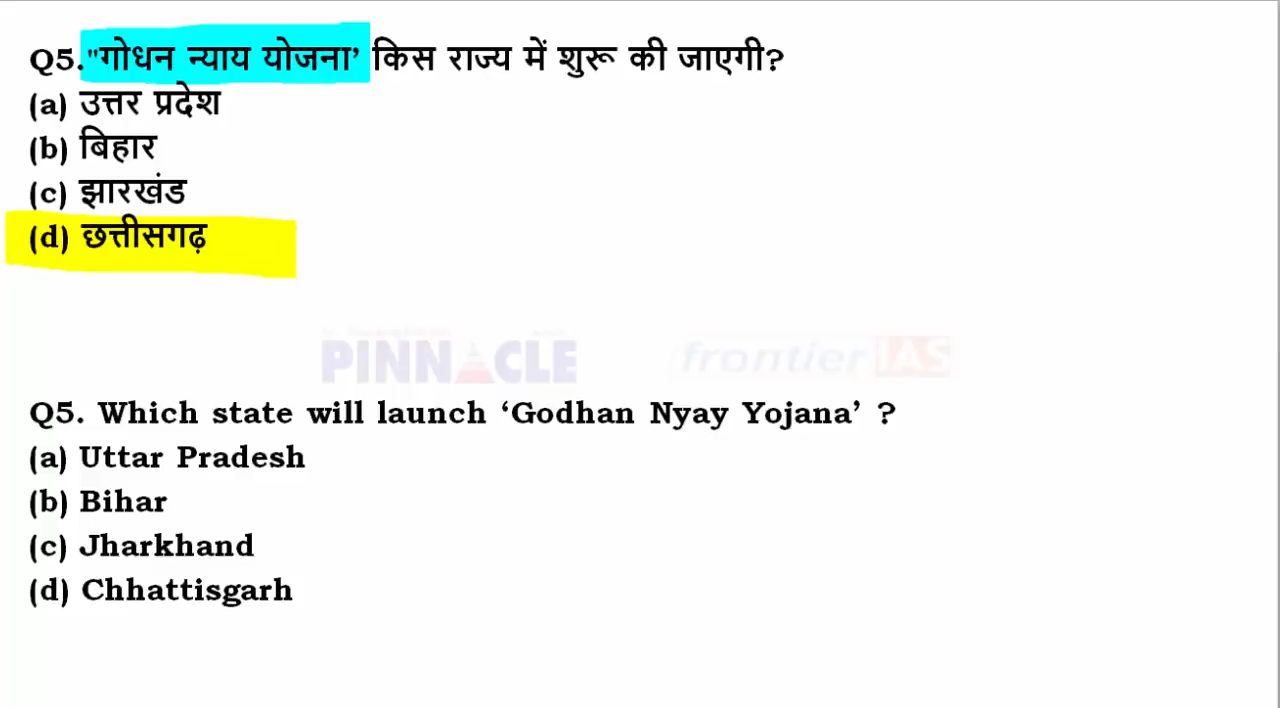 Q5."गोधन न्याय योजना’ किस राज्य में शुरू की जाएगी?
(a) उत्तर प्रदेश
(b) बिहार
(c) झारखंड
(d) छत्तीसगढ़
PINNACLE frontier IAS
Q5. Which state will launch ‘Godhan Nyay Yojana’ ?
(a) Uttar Pradesh
(b) Bihar
(c) Jharkhand
(d) Chhattisgarh